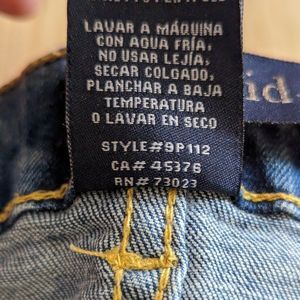 LAVAR A MÁQUINA
CON AGUA FRÍA,
NO USAR LEJÍA,
SECAR COLGADO,
PLANCHAR A BAJA
TEMPERATURA
O LAVAR EN SECO
STYLE#9P112
CA# 45376
RN# 73023
id-